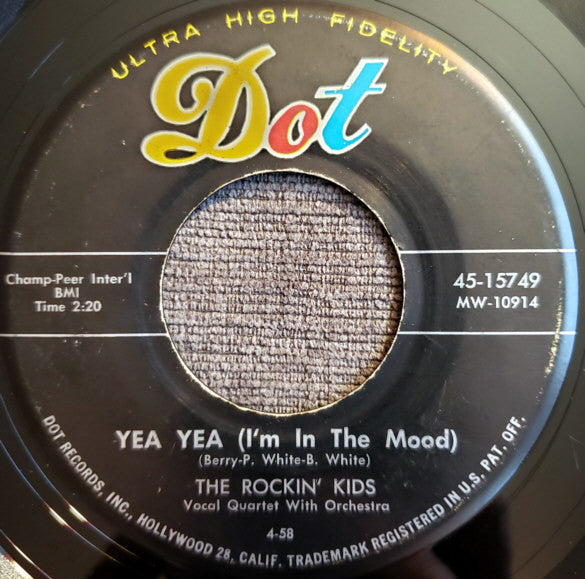 ULTRA HIGH FIDELITY
Dot
Champ-Peer Inter'l
BMI
Time 2:20
45-15749
MW-10914
YEA YEA (I'm In The Mood)
(Berry-P. White-B. White)
THE ROCKIN' KIDS
Vocal Quartet With Orchestra
4-58
DOT RECORDS, INC., HOLLYWOOD 28, CALIF. TRADEMARK REGISTERED IN U.S. PAT. OFF.